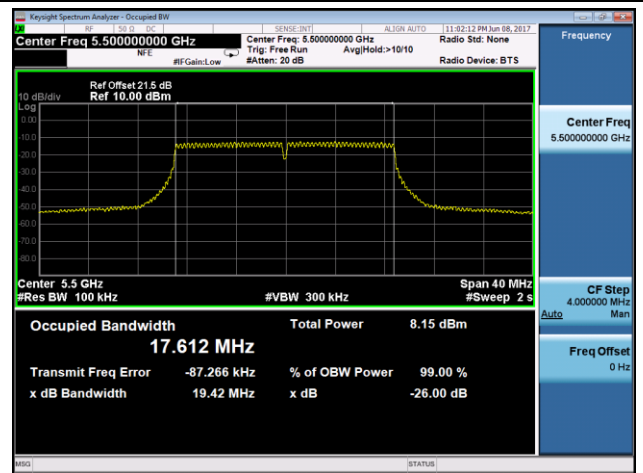 Keysight Spectrum Analyzer - Occupied BW
RF 50 Ω DC SENSE:INT ALIGN AUTO 11:02:12 PM Jun 08, 2017
Center Freq 5.500000000 GHz Center Freq: 5.500000000 GHz Radio Std: None
NFE Trig: Free Run Avg|Hold:>10/10
#IFGain:Low #Atten: 20 dB Radio Device: BTS
Frequency
Ref Offset 21.5 dB
10 dB/div Ref 10.00 dBm
Log
0.00
-10.0
-20.0
-30.0
-40.0
-50.0
-60.0
-70.0
-80.0
Center 5.5 GHz Span 40 MHz
#Res BW 100 kHz #VBW 300 kHz #Sweep 2 s
Occupied Bandwidth Total Power 8.15 dBm
17.612 MHz
Transmit Freq Error -87.266 kHz % of OBW Power 99.00 %
x dB Bandwidth 19.42 MHz x dB -26.00 dB
Center Freq
5.500000000 GHz
CF Step
4.000000 MHz
Auto Man
Freq Offset
0 Hz
MSG STATUS